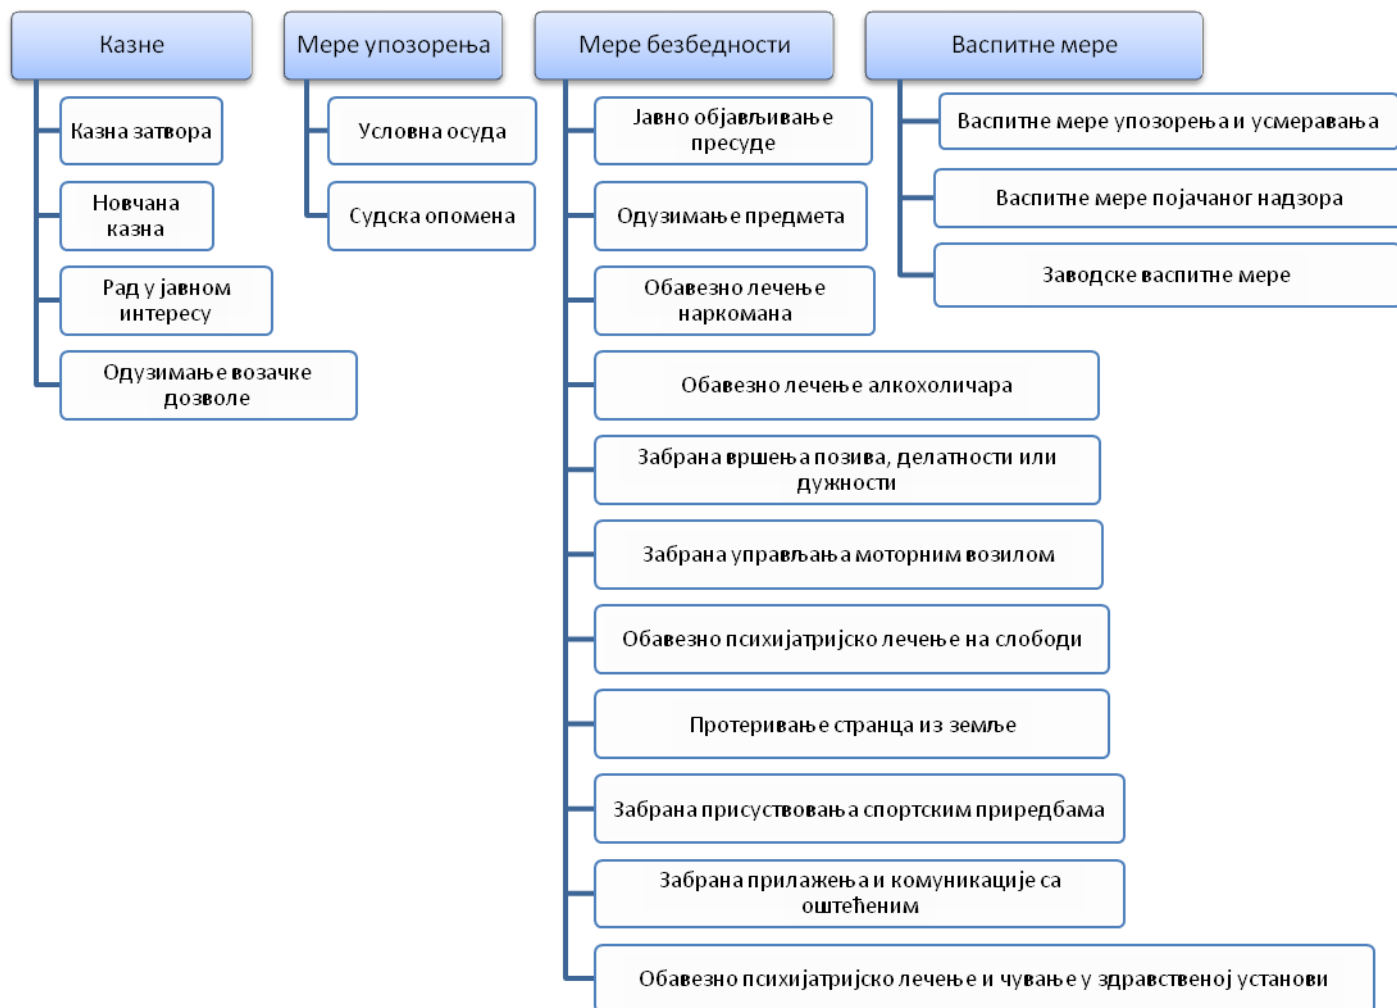 Казне
Казна затвора
Новчана
казна
Рад у јавном
интересу
Одузимање возачке
дозволе
Мере упозорења
Условна осуда
Судска опомена
Мере безбедности
Јавно објављивање
пресуде
Одузимање предмета
Обавезно лечење
наркомана
Обавезно лечење алкохоличара
Забрана вршења позива, делатности или
дужности
Забрана управљања моторним возилом
Обавезно психијатријско лечење на слободи
Протеривање странца из земље
Забрана присуствовања спортским приредбама
Забрана прилажења и комуникације са
оштећеним
Обавезно психијатријско лечење и чување у здравственој установи
Васпитне мере
Васпитне мере упозорења и усмеравања
Васпитне мере појачаног надзора
Заводске васпитне мере